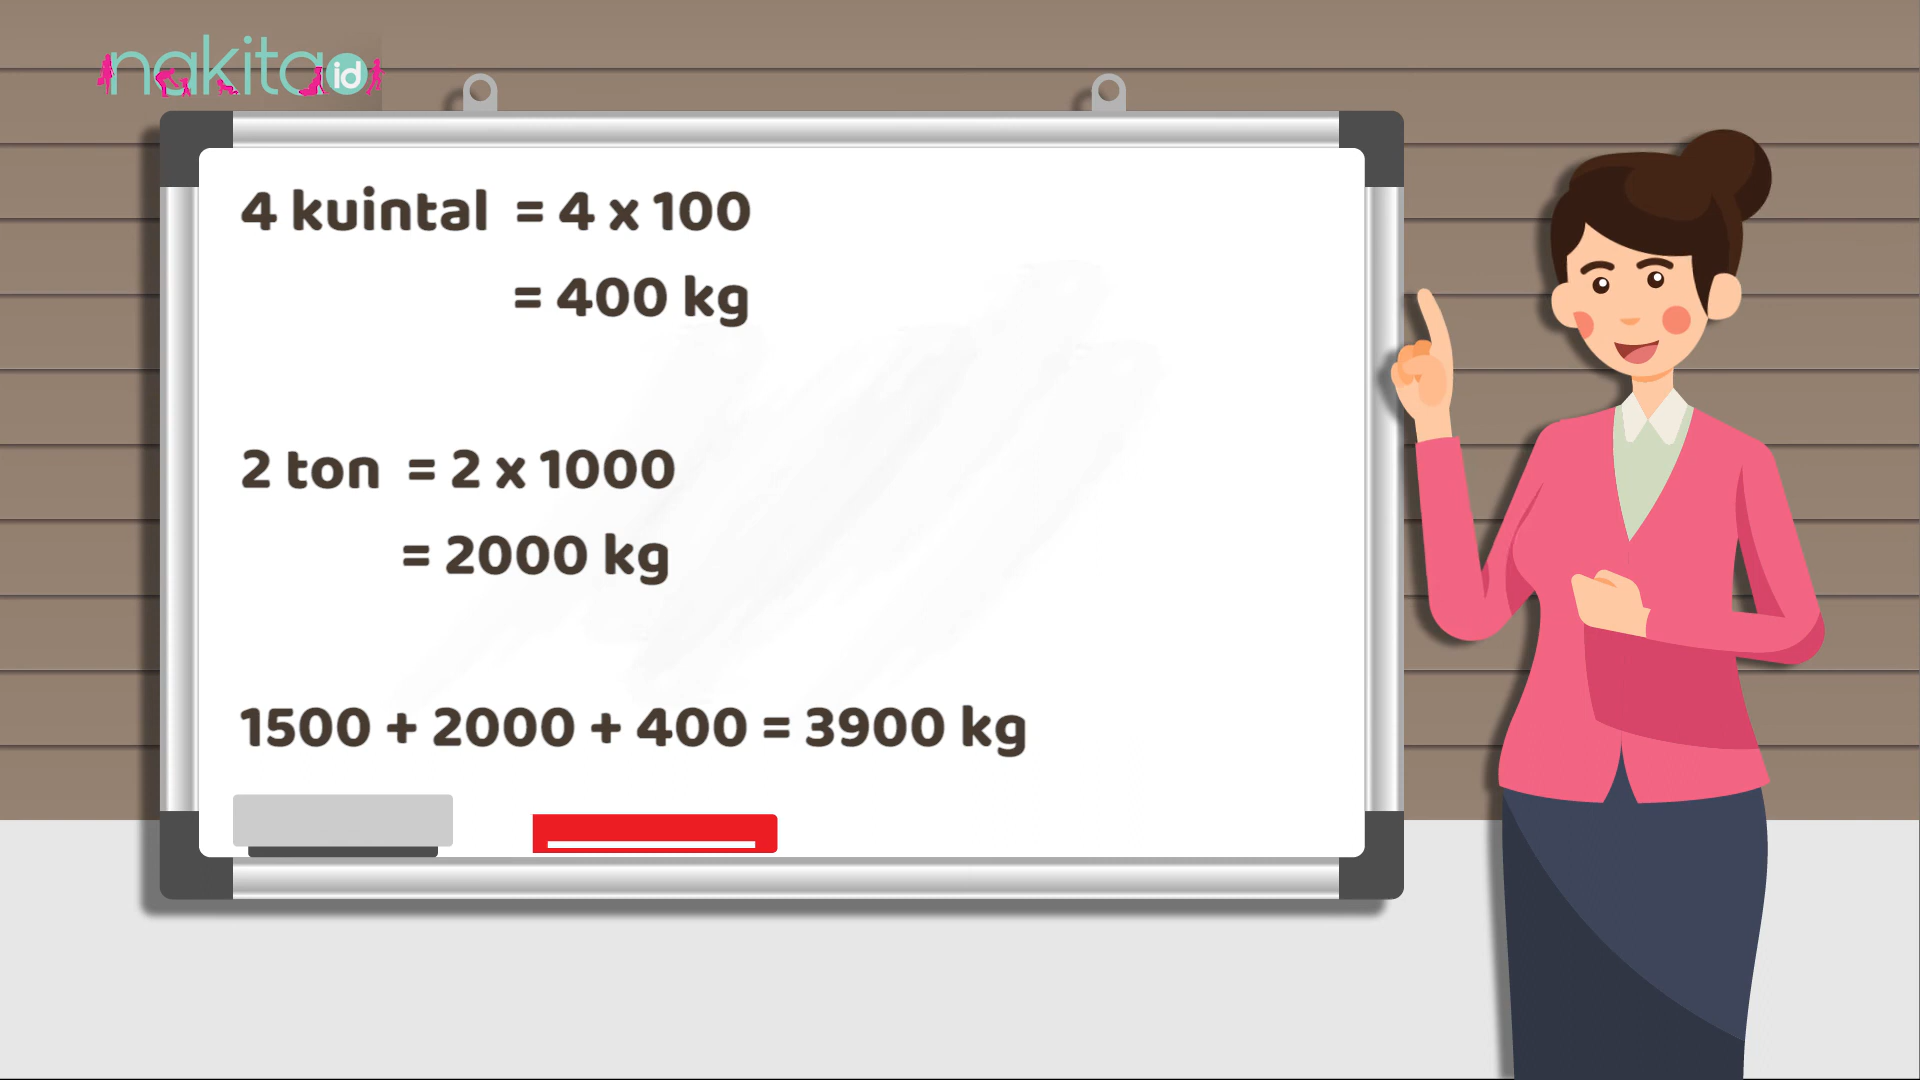 nakita id
4 kuintal = 4 x 100
= 400 kg
2 ton = 2 x 1000
= 2000 kg
1500 + 2000 + 400 = 3900 kg